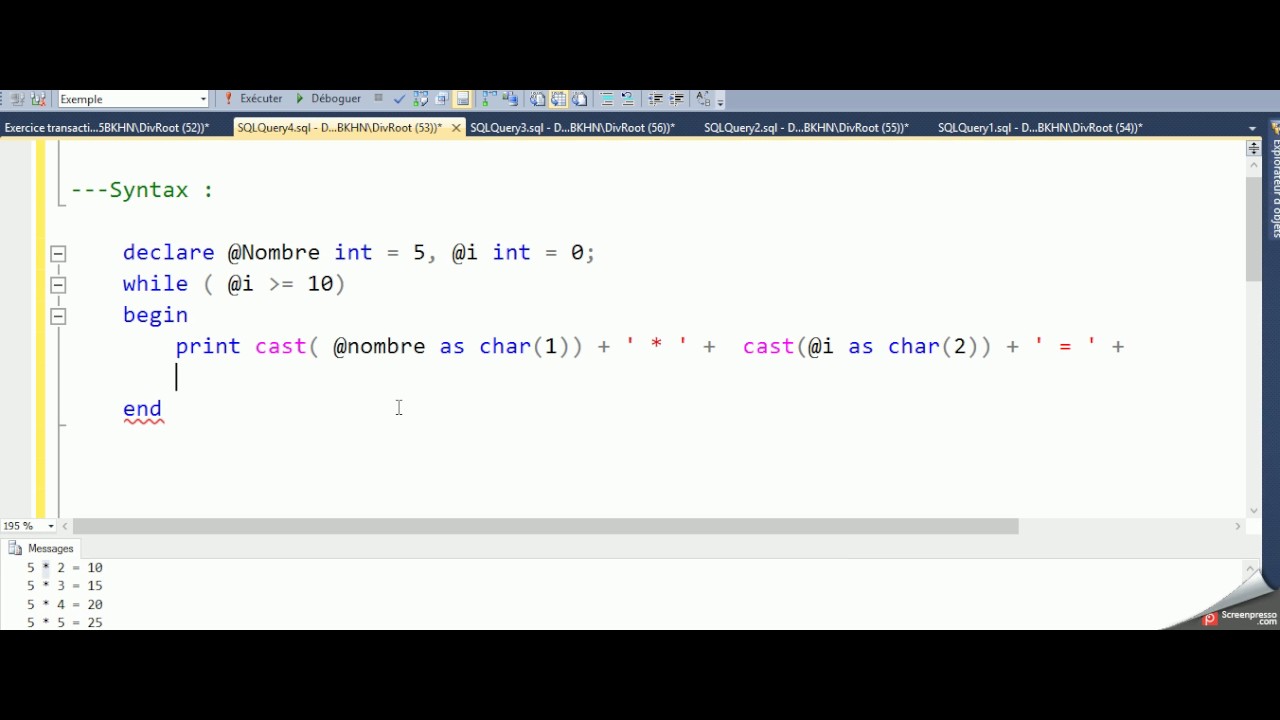 Exemple Exécuter Déboguer
Exercice transacti...5BKHN\DivRoot (52))* SQLQuery4.sql - D...BKHN\DivRoot (53))* SQLQuery3.sql - D...BKHN\DivRoot (56))* SQLQuery2.sql - D...BKHN\DivRoot (55))* SQLQuery1.sql - D...BKHN\DivRoot (54))*
Explorateur d'objets
---Syntax :
declare @Nombre int = 5, @i int = 0;
while ( @i >= 10)
begin
print cast( @nombre as char(1)) + ' * ' + cast(@i as char(2)) + ' = ' +
end
195 %
Messages
5 * 2 = 10
5 * 3 = 15
5 * 4 = 20
5 * 5 = 25
Screenpresso
.com